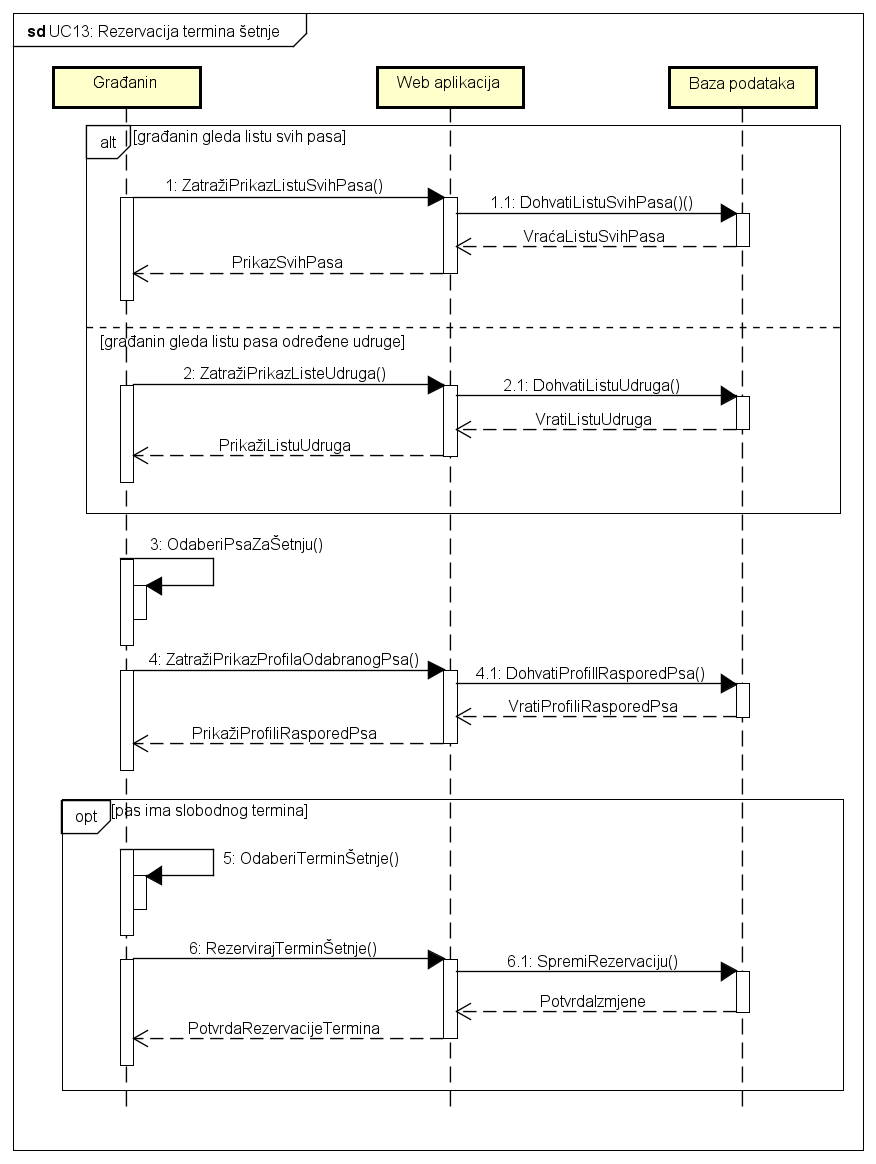 sd UC13: Rezervacija termina šetnje
Građanin
Web aplikacija
Baza podataka
alt
[građanin gleda listu svih pasa]
1: ZatražiPrikazListuSvihPasa()
1.1: DohvatiListuSvihPasa()()
VraćaListuSvihPasa
PrikazSvihPasa
[građanin gleda listu pasa određene udruge]
2: ZatražiPrikazListeUdruga()
2.1: DohvatiListuUdruga()
VratiListuUdruga
PrikažiListuUdruga
3: OdaberiPsaZaŠetnju()
4: ZatražiPrikazProfilaOdabranogPsa()
4.1: DohvatiProfilIRasporedPsa()
VratiProfiliRasporedPsa
PrikažiProfiliRasporedPsa
opt
[pas ima slobodnog termina]
5: OdaberiTerminŠetnje()
6: RezervirajTerminŠetnje()
6.1: SpremiRezervaciju()
PotvrdaIzmjene
PotvrdaRezervacijeTermina